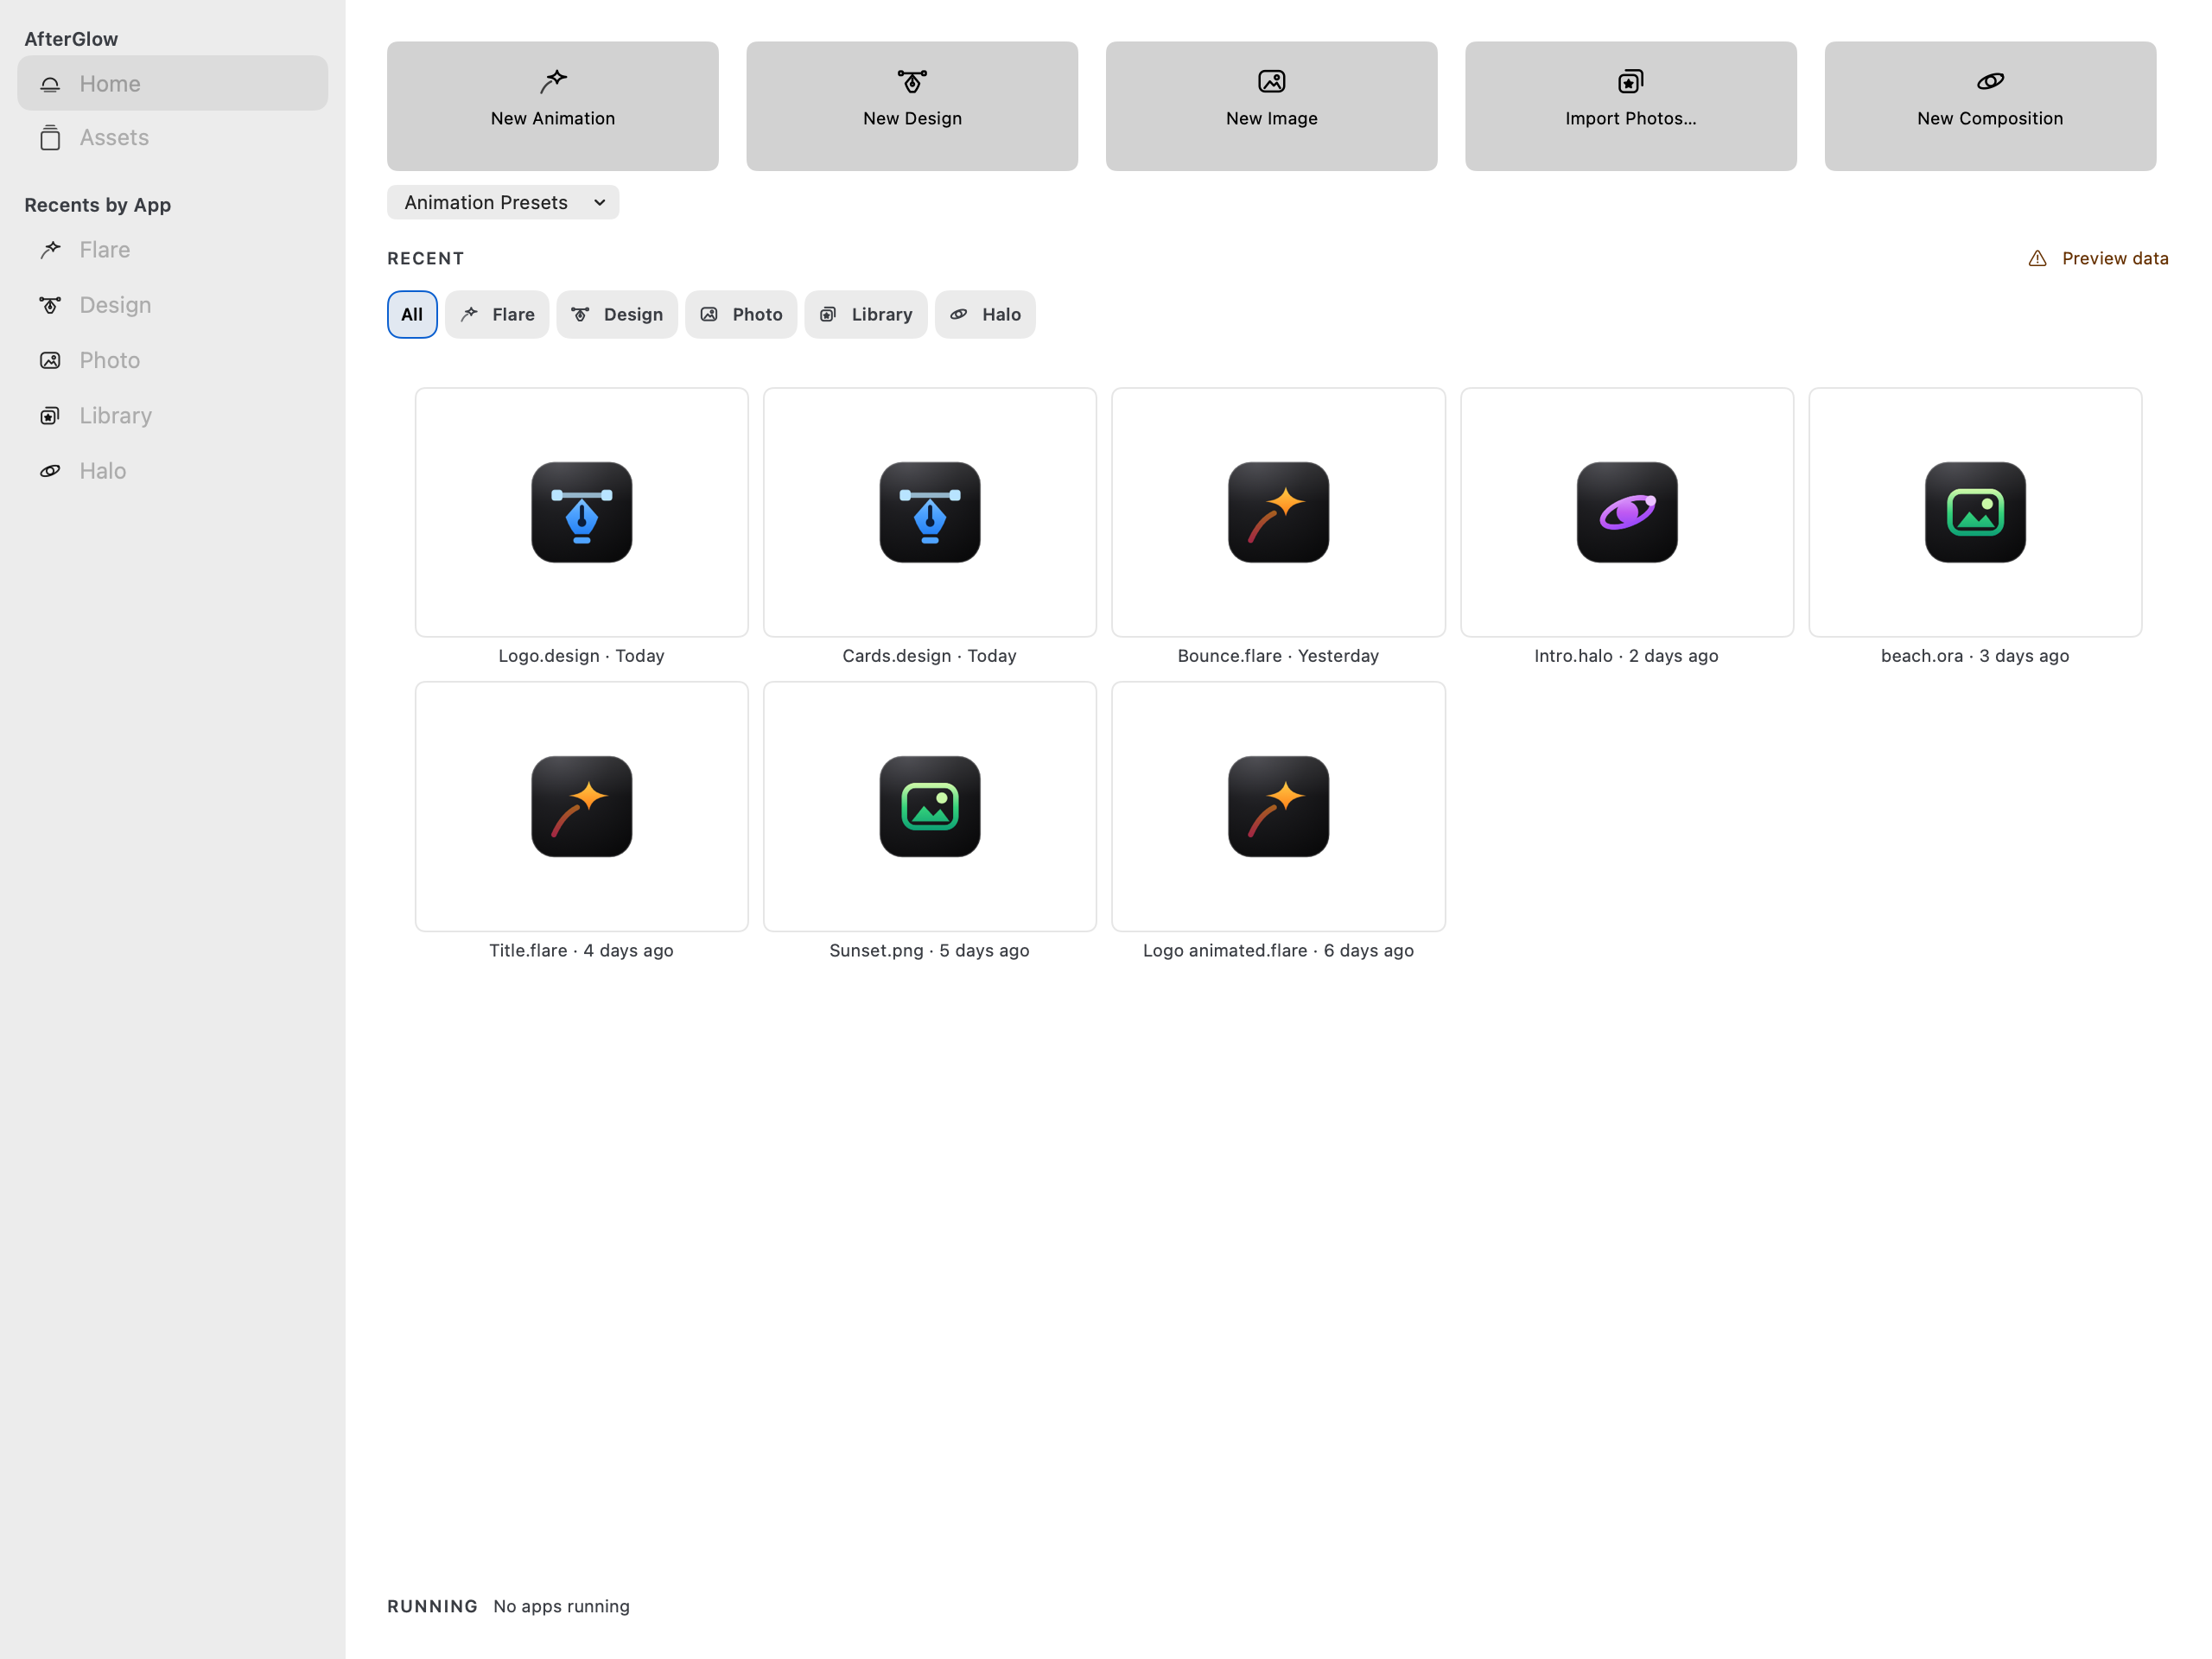 AfterGlow
Home
Assets
Recents by App
Flare
Design
Photo
Library
Halo
New Animation
New Design
New Image
Import Photos...
New Composition
Animation Presets
RECENT
Preview data
All
Flare
Design
Photo
Library
Halo
Logo.design · Today
Cards.design · Today
Bounce.flare · Yesterday
Intro.halo · 2 days ago
beach.ora · 3 days ago
Title.flare · 4 days ago
Sunset.png · 5 days ago
Logo animated.flare · 6 days ago
RUNNING No apps running